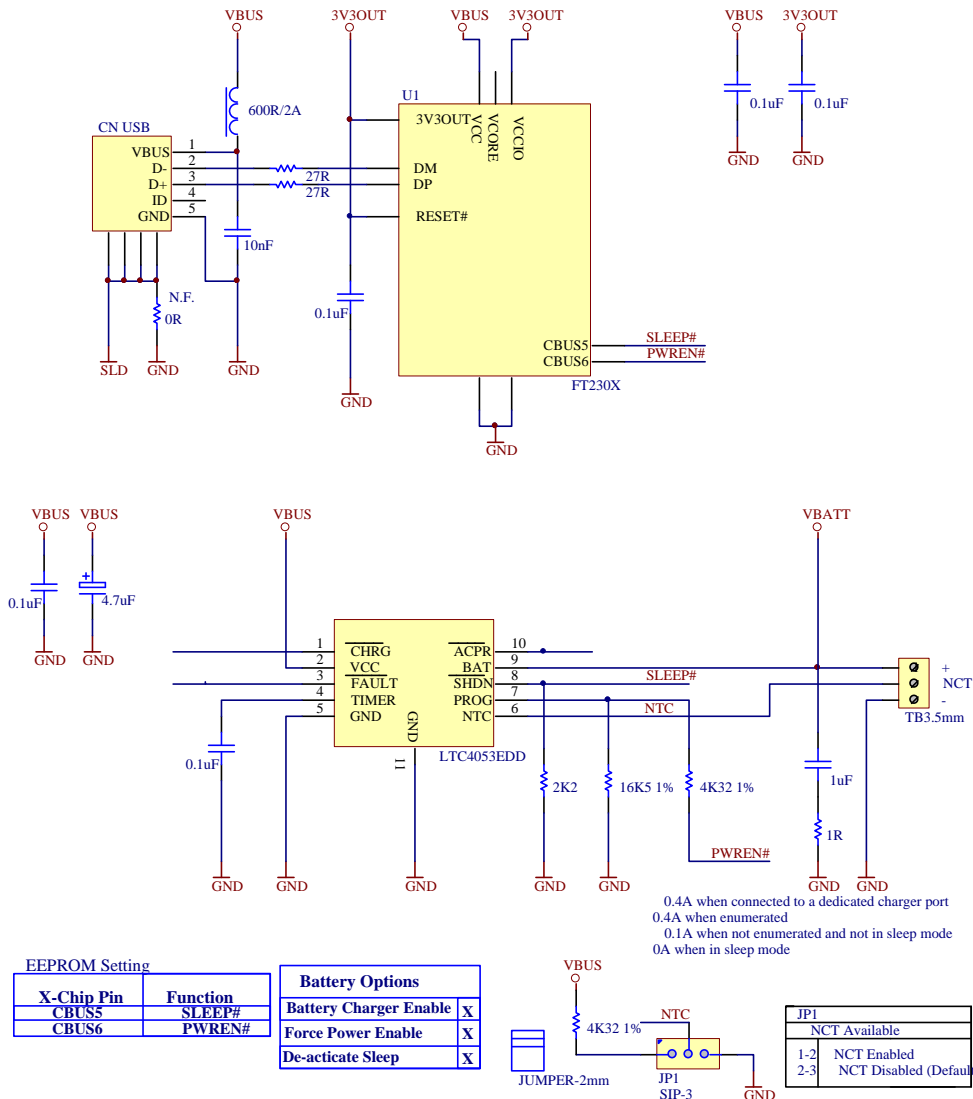 VBUS 3V3OUT VBUS 3V3OUT VBUS 3V3OUT
600R/2A
0.1uF 0.1uF
GND GND
CN USB
VBUS 1
D- 2
D+ 3
ID 4
GND 5
27R
27R
10nF
N.F.
0R
SLD GND GND
0.1uF
GND
U1
3V3OUT
VCC
VCORE
VCCIO
DM
DP
RESET#
CBUS5 SLEEP#
CBUS6 PWREN#
FT230X
GND
VBUS VBUS VBUS VBATT
0.1uF
+
4.7uF
GND GND
1 CHRG
2 VCC
3 FAULT
4 TIMER
5 GND
GND
11
ACPR 10
BAT 9
SHDN 8 SLEEP#
PROG 7
NTC 6 NTC
LTC4053EDD
+
NCT
-
TB3.5mm
0.1uF
2K2
16K5 1%
4K32 1%
1uF
1R
PWREN#
GND GND GND GND GND GND GND
0.4A when connected to a dedicated charger port
0.4A when enumerated
0.1A when not enumerated and not in sleep mode
0A when in sleep mode
EEPROM Setting
X-Chip Pin Function
CBUS5 SLEEP#
CBUS6 PWREN#
Battery Options
Battery Charger Enable X
Force Power Enable X
De-acticate Sleep X
JUMPER-2mm
VBUS
4K32 1%
NTC
JP1
SIP-3
GND
JP1
NCT Available
1-2 NCT Enabled
2-3 NCT Disabled (Defaul